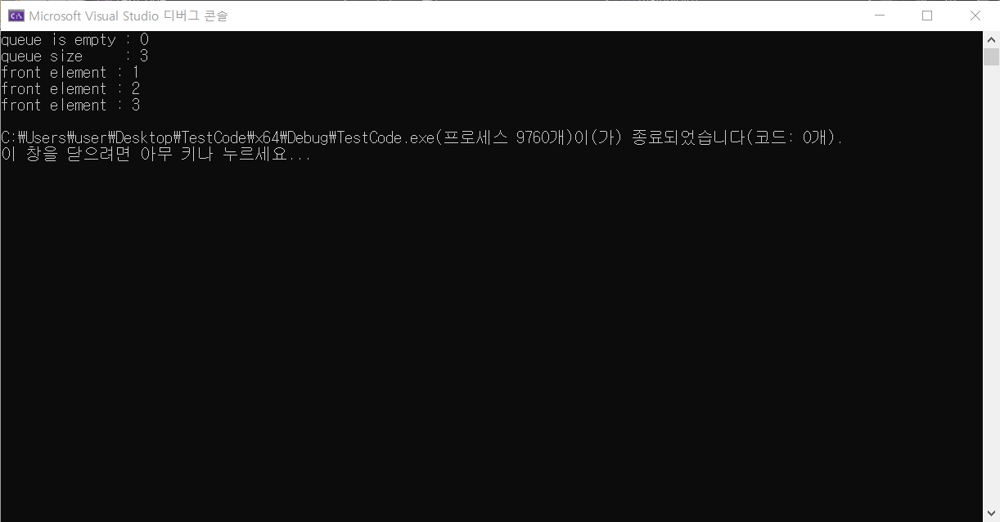 Microsoft Visual Studio 디버그 콘솔
queue is empty : 0
queue size     : 3
front element : 1
front element : 2
front element : 3
C:₩Users₩user₩Desktop₩TestCode₩x64₩Debug₩TestCode.exe(프로세스 9760개)이(가) 종료되었습니다(코드: 0개).
이 창을 닫으려면 아무 키나 누르세요...